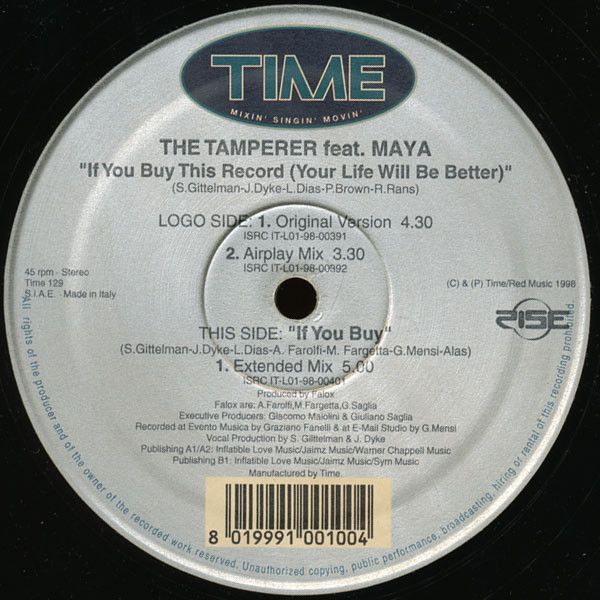 TIME
MIXIN' SINGIN' MOVIN'
THE TAMPERER feat. MAYA
"If You Buy This Record (Your Life Will Be Better)"
(S.Gittelman-J.Dyke-L.Dias-P.Brown-R.Rans)
LOGO SIDE: 1. Original Version 4.30
ISRC IT-L01-98-00391
2. Airplay Mix 3.30
ISRC IT-L01-98-00392
45 rpm - Stereo
Time 129
S.I.A.E. - Made in Italy
(C) & (P) Time/Red Music 1998
RISE
THIS SIDE: "If You Buy"
(S.Gittelman-J.Dyke-L.Dias-A. Farolfi-M. Fargetta-G.Mensi-Alas)
1. Extended Mix 5.00
ISRC IT-L01-98-00401
Produced by Falox
Falox are: A.Farolfi,M.Fargetta,G.Saglia
Executive Producers: Giacomo Maiolini & Giuliano Saglia
Recorded at Evento Musica by Graziano Fanelli & at E-Mail Studio by G.Mensi
Vocal Production by S. Gilttelman & J. Dyke
Publishing A1/A2: Inflatible Love Music/Jaimz Music/Warner Chappell Music
Publishing B1: Inflatible Love Music/Jaimz Music/Sym Music
Manufactured by Time.
8 019991 001004
All rights of the producer and of the owner of the recorded work reserved. Unauthorized copying, public performance, broadcasting, hiring or rental of this recording prohibited.